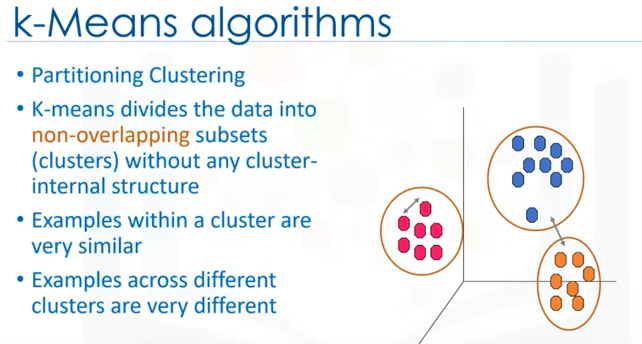 k-Means algorithms
• Partitioning Clustering
• K-means divides the data into
non-overlapping subsets
(clusters) without any cluster-
internal structure
• Examples within a cluster are
very similar
• Examples across different
clusters are very different